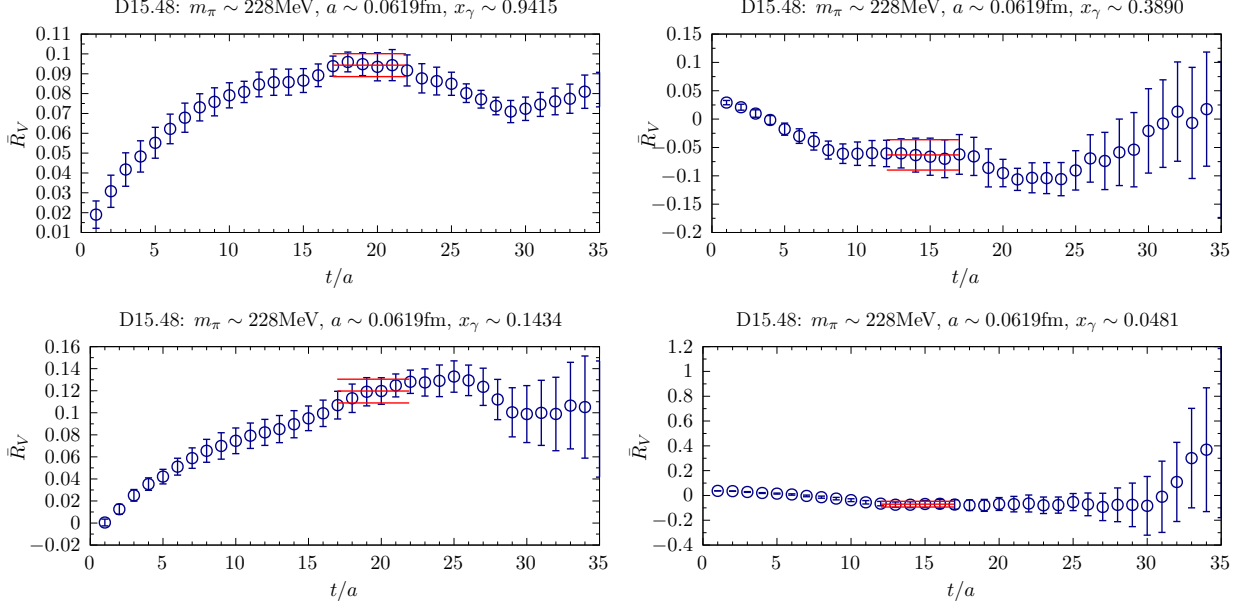 D15.48: m_π ∼ 228MeV, a ∼ 0.0619fm, x_γ ∼ 0.9415
0.11
0.1
0.09
0.08
0.07
0.06
0.05
0.04
0.03
0.02
0.01
R̄_V
0 5 10 15 20 25 30 35
t/a
D15.48: m_π ∼ 228MeV, a ∼ 0.0619fm, x_γ ∼ 0.3890
0.15
0.1
0.05
0
−0.05
−0.1
−0.15
−0.2
R̄_V
0 5 10 15 20 25 30 35
t/a
D15.48: m_π ∼ 228MeV, a ∼ 0.0619fm, x_γ ∼ 0.1434
0.16
0.14
0.12
0.1
0.08
0.06
0.04
0.02
0
−0.02
R̄_V
0 5 10 15 20 25 30 35
t/a
D15.48: m_π ∼ 228MeV, a ∼ 0.0619fm, x_γ ∼ 0.0481
1.2
1
0.8
0.6
0.4
0.2
0
−0.2
−0.4
R̄_V
0 5 10 15 20 25 30 35
t/a